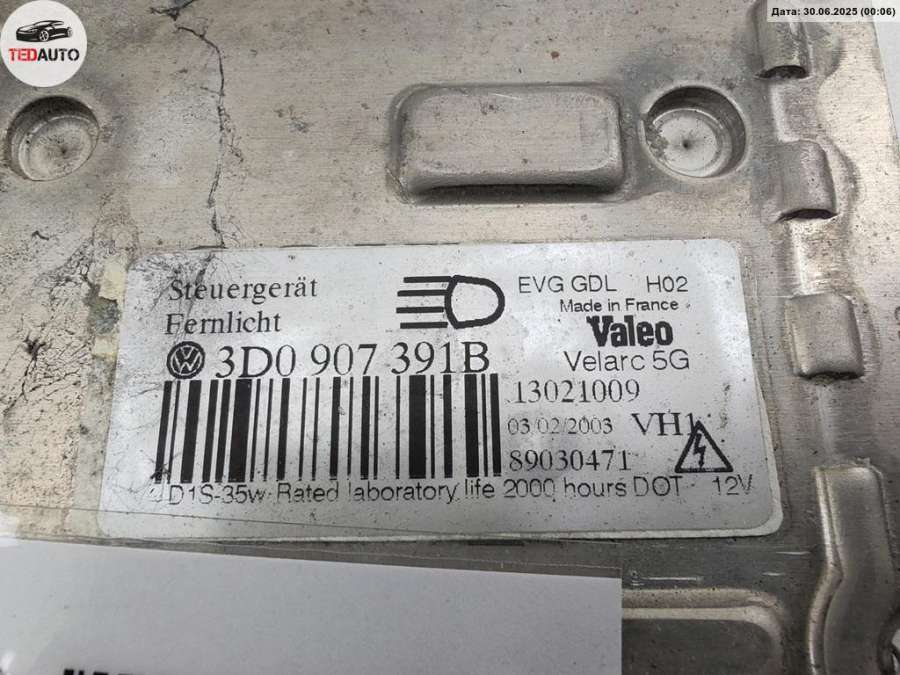 Дата: 30.06.2025 (00:06)
TEDAUTO
Steuergerät
Fernlicht
3D0 907 391B
EVG GDL H02
Made in France
Valeo
Velarc 5G
13021009
03/02/2003 VH1
89030471
D1S-35w Rated laboratory life 2000 hours DOT 12V